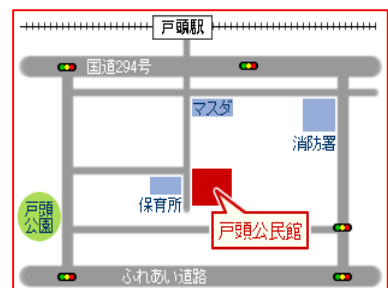 戸頭駅
国道294号
マスダ
消防署
保育所
戸頭
公園
戸頭公民館
ふれあい道路